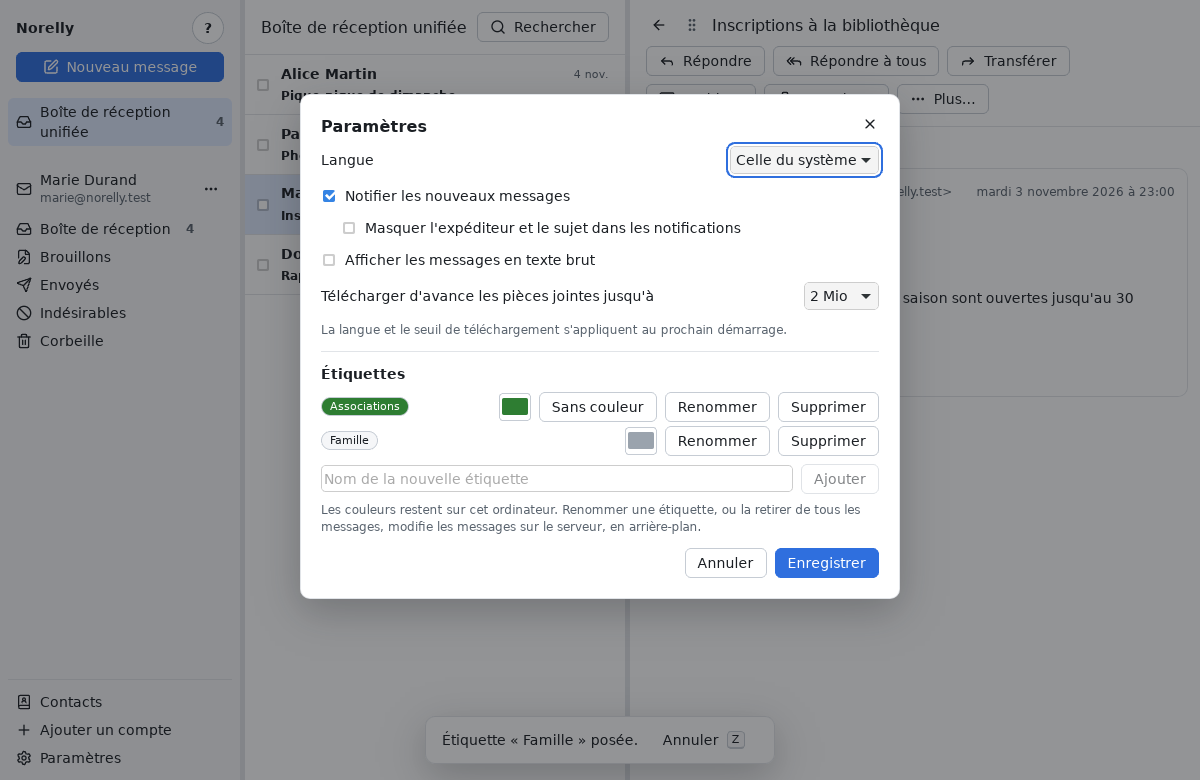 Norelly
?
Nouveau message
Boîte de réception
unifiée
4
Marie Durand
marie@norelly.test
Boîte de réception 4
Brouillons
Envoyés
Indésirables
Corbeille
Contacts
Ajouter un compte
Paramètres
Boîte de réception unifiée
Rechercher
Alice Martin 4 nov.
Pique-nique de dimanche
Inscriptions à la bibliothèque
Répondre
Répondre à tous
Transférer
Plus...
mardi 3 novembre 2026 à 23:00
saison sont ouvertes jusqu'au 30
Paramètres
Langue Celle du système
Notifier les nouveaux messages
Masquer l'expéditeur et le sujet dans les notifications
Afficher les messages en texte brut
Télécharger d'avance les pièces jointes jusqu'à 2 Mio
La langue et le seuil de téléchargement s'appliquent au prochain démarrage.
Étiquettes
Associations Sans couleur Renommer Supprimer
Famille Renommer Supprimer
Nom de la nouvelle étiquette Ajouter
Les couleurs restent sur cet ordinateur. Renommer une étiquette, ou la retirer de tous les
messages, modifie les messages sur le serveur, en arrière-plan.
Annuler Enregistrer
Étiquette « Famille » posée. Annuler Z